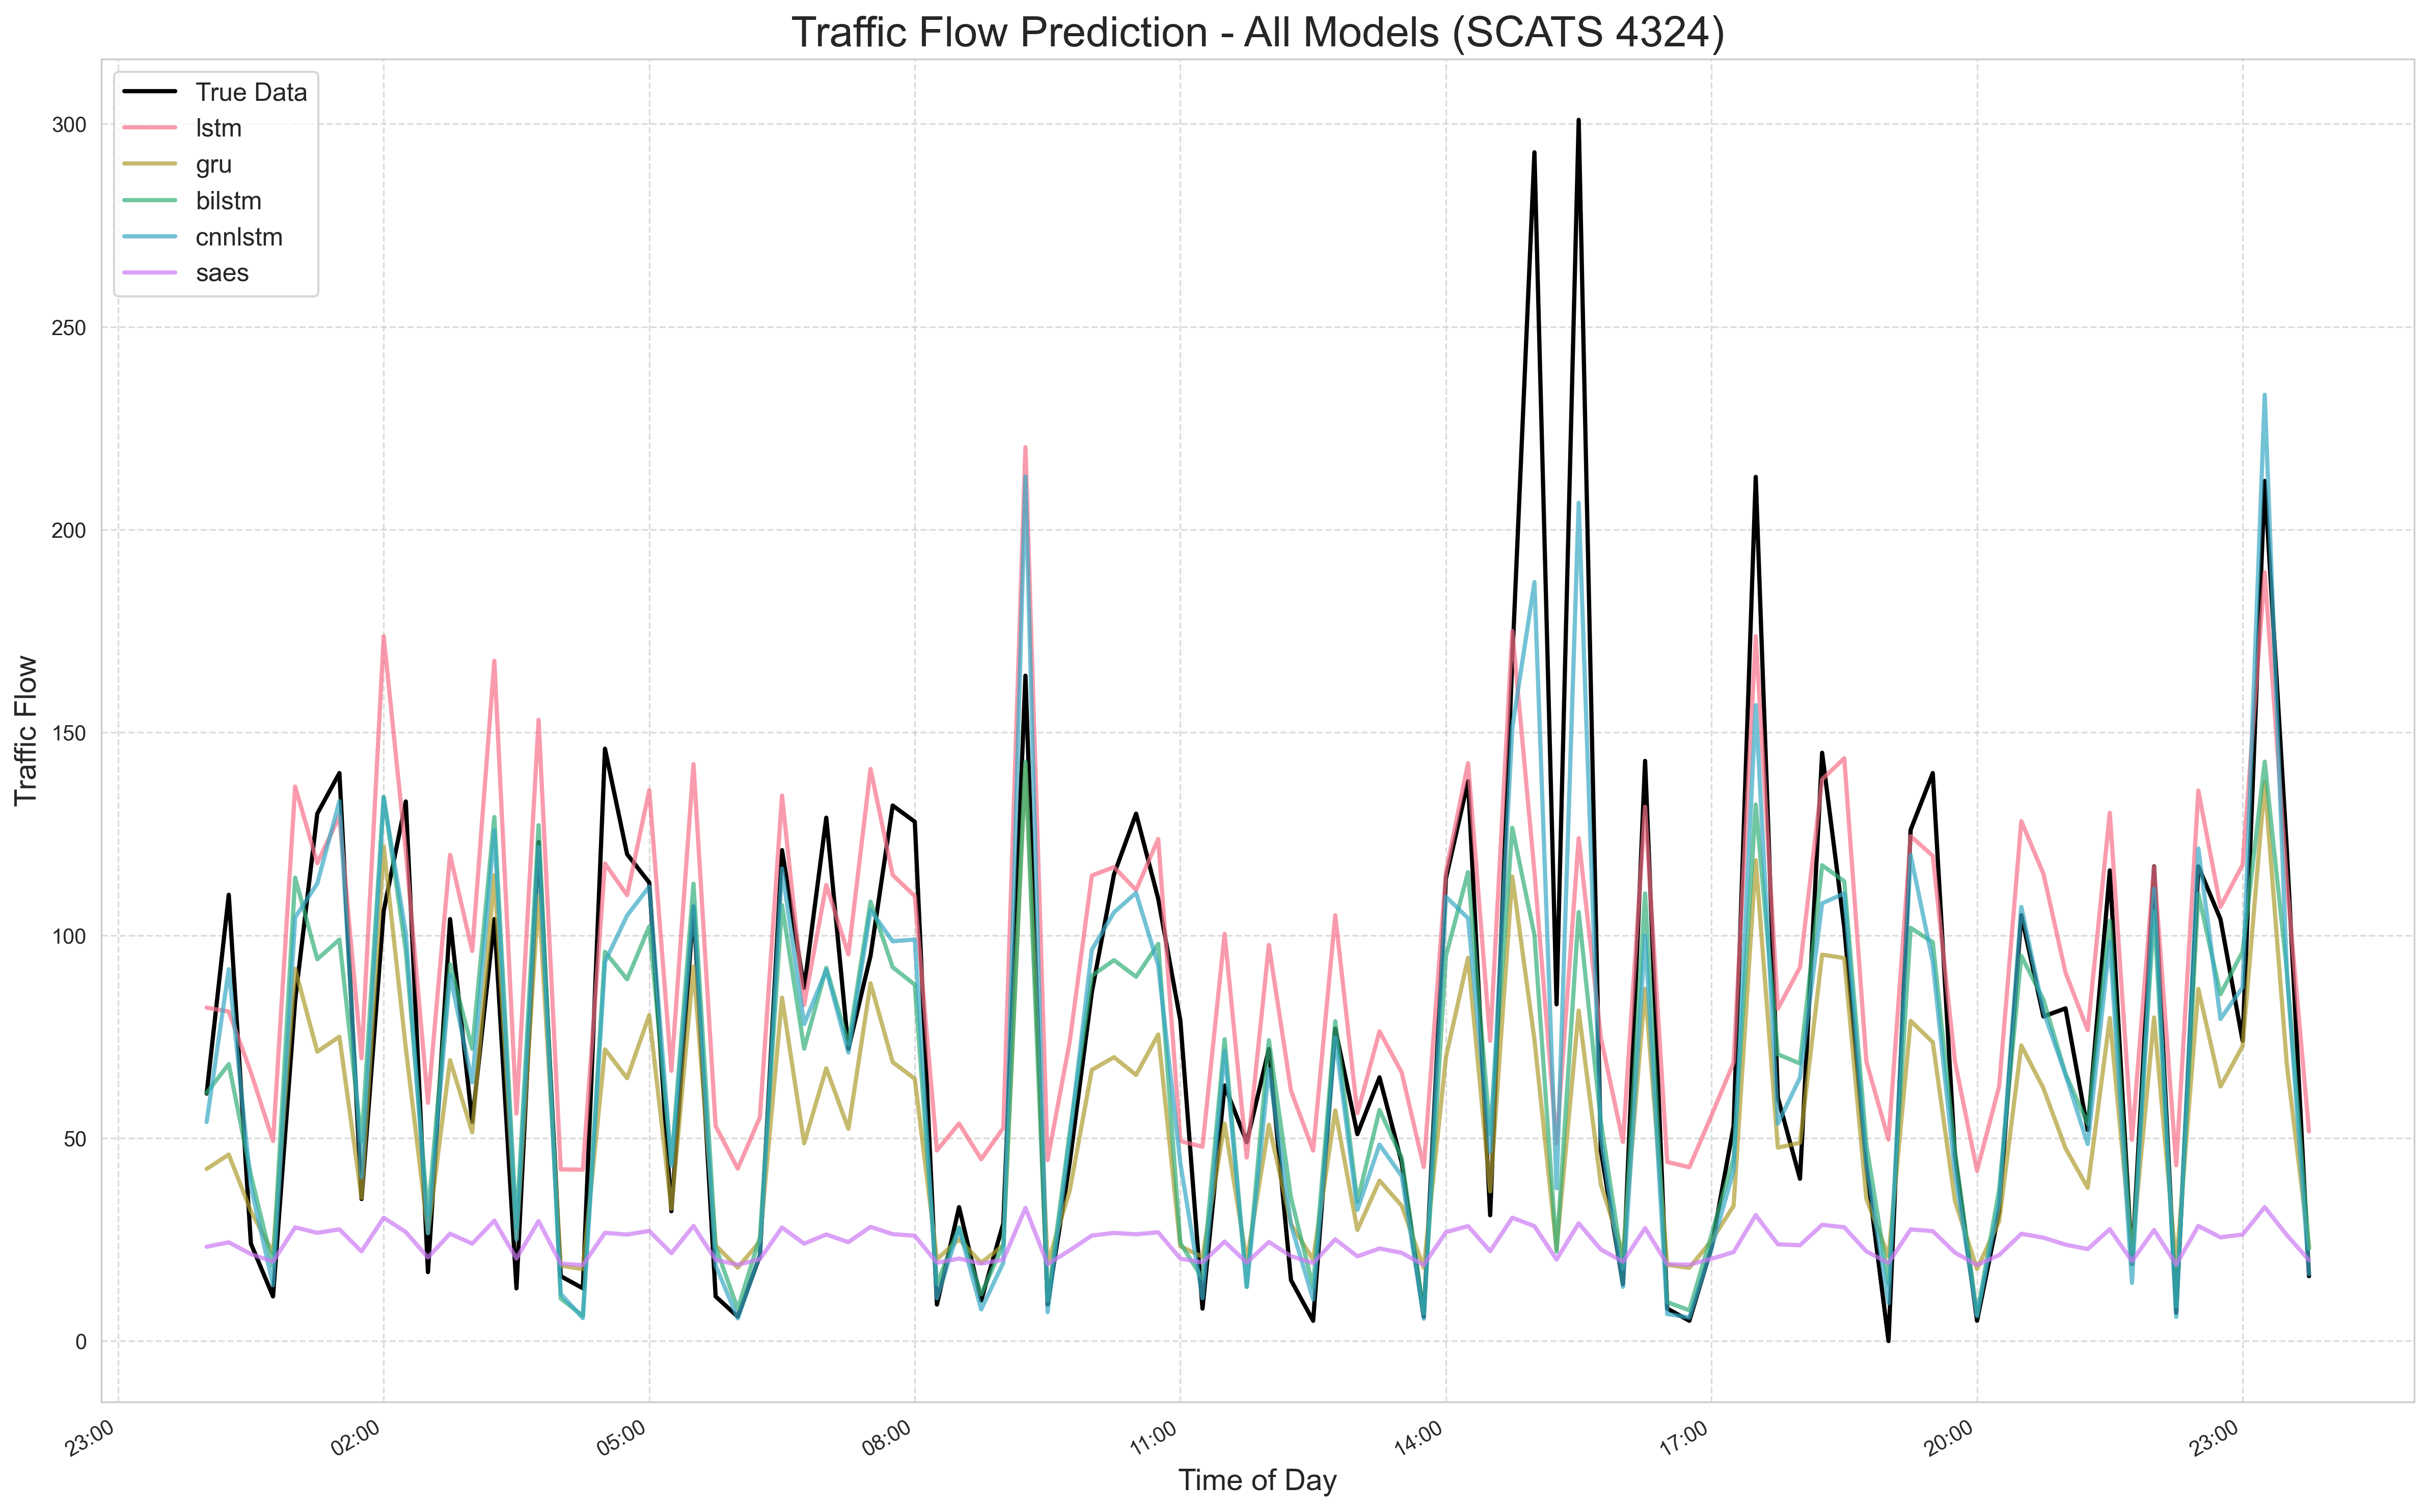 Traffic Flow Prediction - All Models (SCATS 4324)
True Data
lstm
gru
bilstm
cnnlstm
saes
Traffic Flow
300
250
200
150
100
50
0
23:00
02:00
05:00
08:00
11:00
14:00
17:00
20:00
23:00
Time of Day